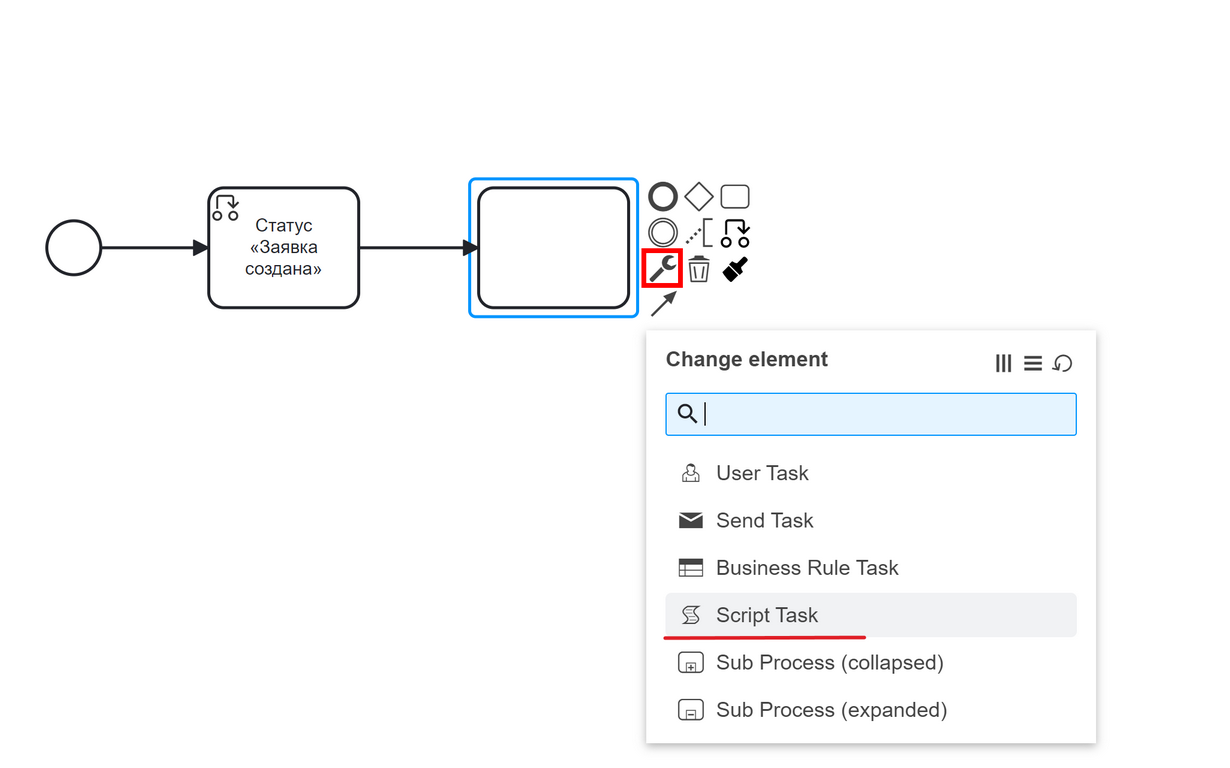 Статус
«Заявка
создана»
Change element
User Task
Send Task
Business Rule Task
Script Task
Sub Process (collapsed)
Sub Process (expanded)